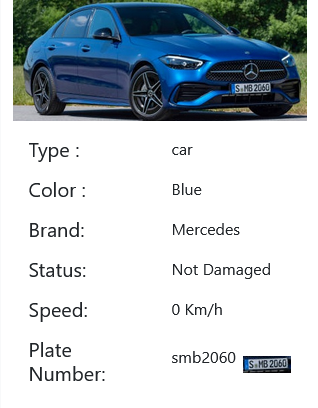 S MB 2060
Type : car
Color : Blue
Brand: Mercedes
Status: Not Damaged
Speed: 0 Km/h
Plate
Number: smb2060 S MB 2060